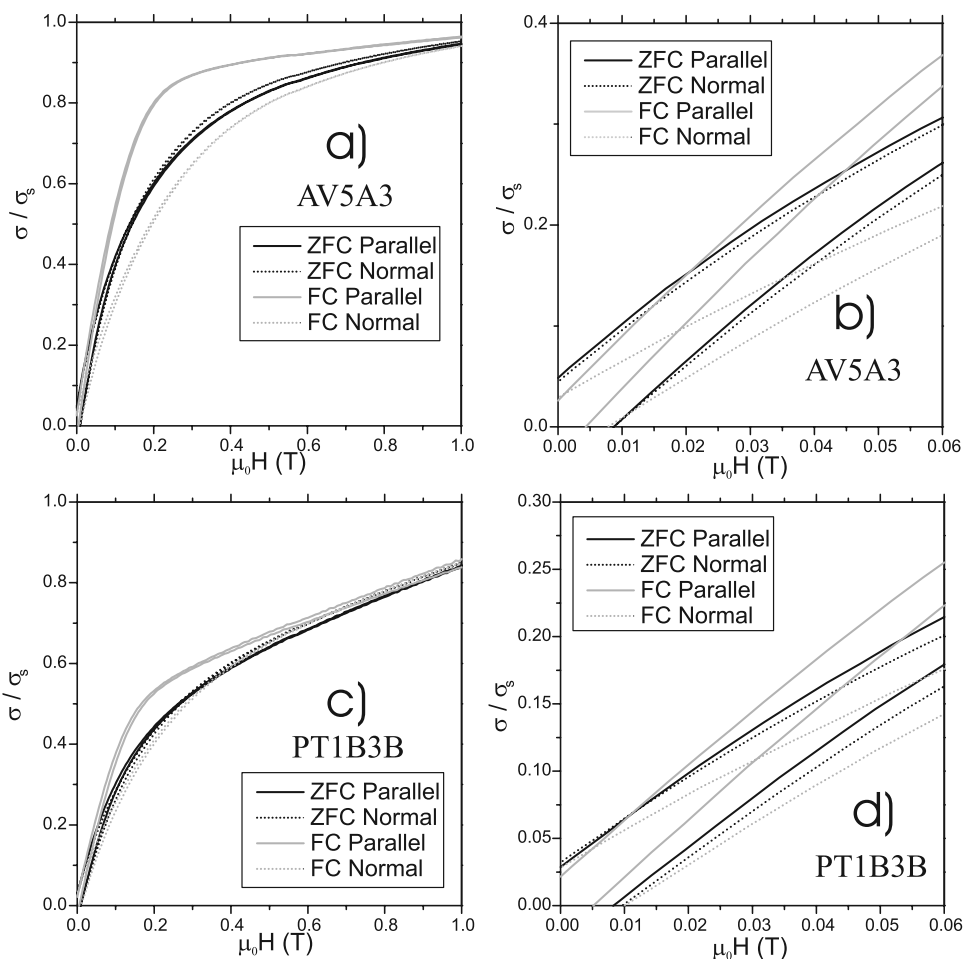 1.0
0.8
0.6
0.4
0.2
0.0
σ / σs
a)
AV5A3
ZFC Parallel
ZFC Normal
FC Parallel
FC Normal
0.0 0.2 0.4 0.6 0.8 1.0
μ0H (T)
0.4
0.2
0.0
σ / σs
ZFC Parallel
ZFC Normal
FC Parallel
FC Normal
b)
AV5A3
0.00 0.01 0.02 0.03 0.04 0.05 0.06
μ0H (T)
1.0
0.8
0.6
0.4
0.2
0.0
σ / σs
c)
PT1B3B
ZFC Parallel
ZFC Normal
FC Parallel
FC Normal
0.0 0.2 0.4 0.6 0.8 1.0
μ0H (T)
0.30
0.25
0.20
0.15
0.10
0.05
0.00
σ / σs
ZFC Parallel
ZFC Normal
FC Parallel
FC Normal
d)
PT1B3B
0.00 0.01 0.02 0.03 0.04 0.05 0.06
μ0H (T)